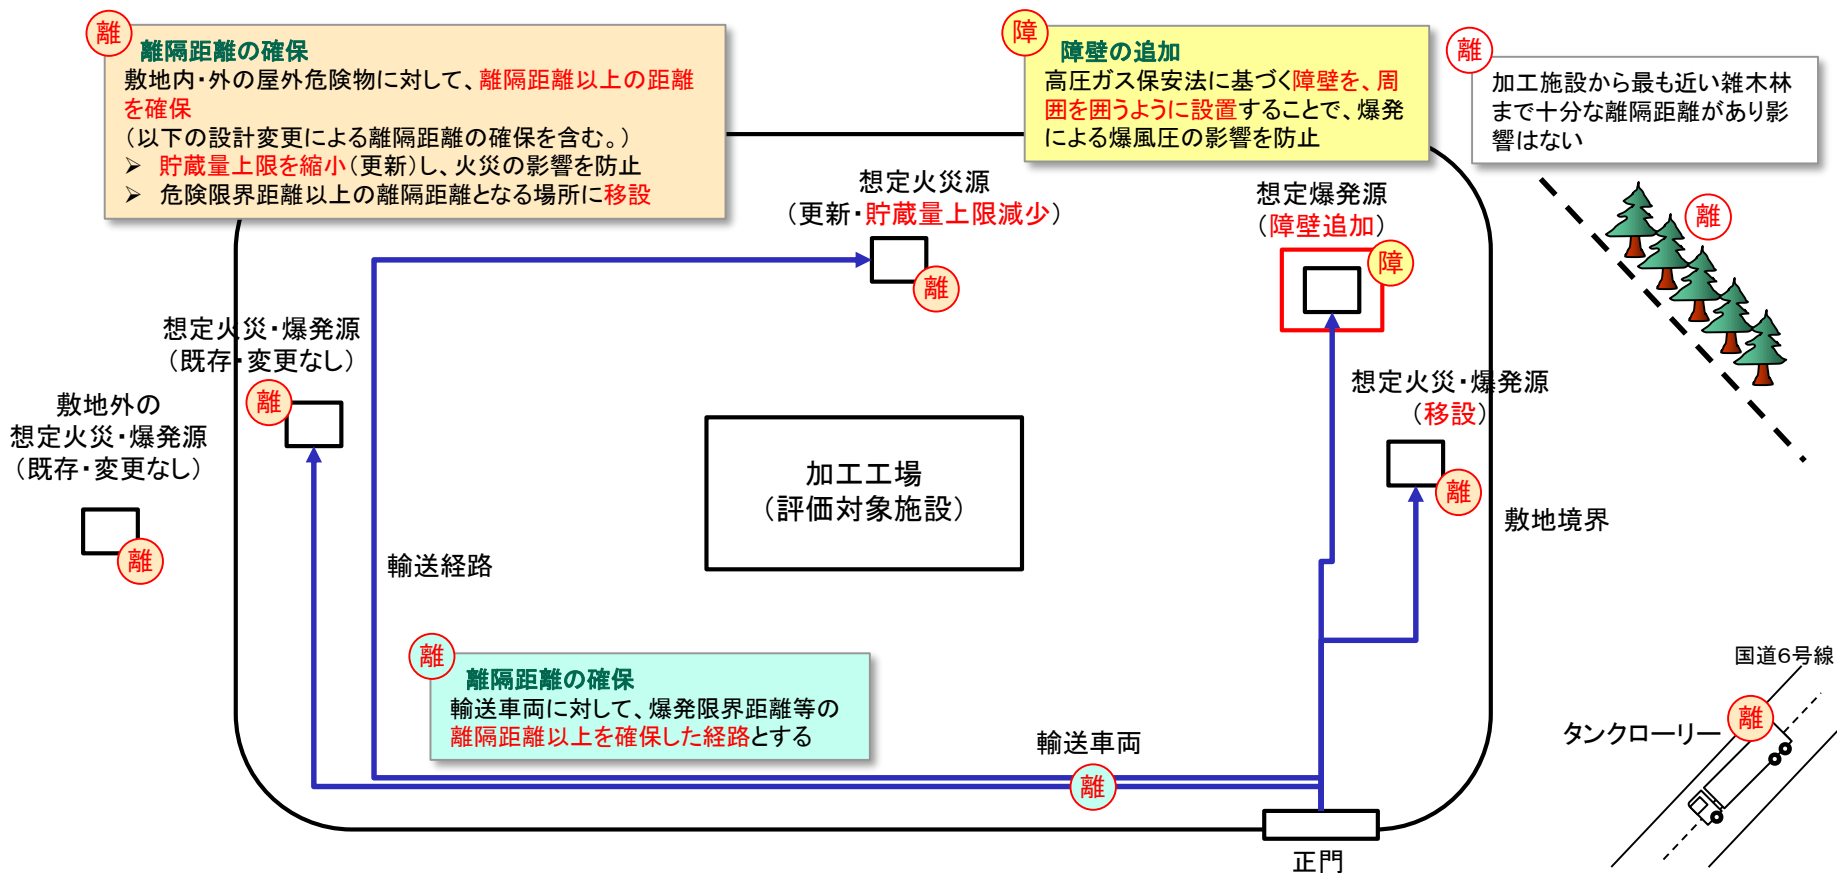 離
離隔距離の確保
敷地内・外の屋外危険物に対して、離隔距離以上の距離
を確保
（以下の設計変更による離隔距離の確保を含む。）
➢ 貯蔵量上限を縮小（更新）し、火災の影響を防止
➢ 危険限界距離以上の離隔距離となる場所に移設
障
障壁の追加
高圧ガス保安法に基づく障壁を、周
囲を囲うように設置することで、爆発
による爆風圧の影響を防止
離
加工施設から最も近い雑木林
まで十分な離隔距離があり影
響はない
想定火災源
（更新・貯蔵量上限減少）
離
想定爆発源
（障壁追加）
障
離
想定火災・爆発源
（既存・変更なし）
離
敷地外の
想定火災・爆発源
（既存・変更なし）
離
想定火災・爆発源
（移設）
離
加工工場
（評価対象施設）
敷地境界
輸送経路
離
離隔距離の確保
輸送車両に対して、爆発限界距離等の
離隔距離以上を確保した経路とする
輸送車両
離
正門
国道6号線
タンクローリー
離